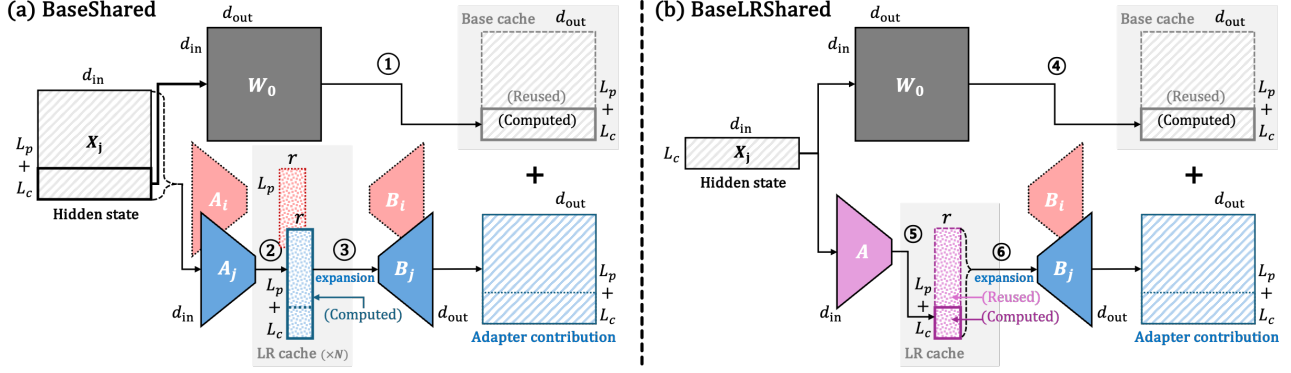 (a) BaseShared
d_out
d_in
W_0
①
Base cache
d_out
(Reused)
(Computed)
L_p
+
L_c
d_in
X_j
L_p
+
L_c
Hidden state
A_i
A_j
d_in
②
r
L_p
r
L_p
+
L_c
③
expansion
(Computed)
LR cache (×N)
B_i
B_j
d_out
+
d_out
L_p
+
L_c
Adapter contribution
(b) BaseLRShared
d_out
d_in
W_0
④
Base cache
d_out
(Reused)
(Computed)
L_p
+
L_c
d_in
L_c
X_j
Hidden state
A
d_in
⑤
r
L_p
+
L_c
⑥
expansion
(Reused)
(Computed)
LR cache
B_i
B_j
d_out
+
d_out
L_p
+
L_c
Adapter contribution